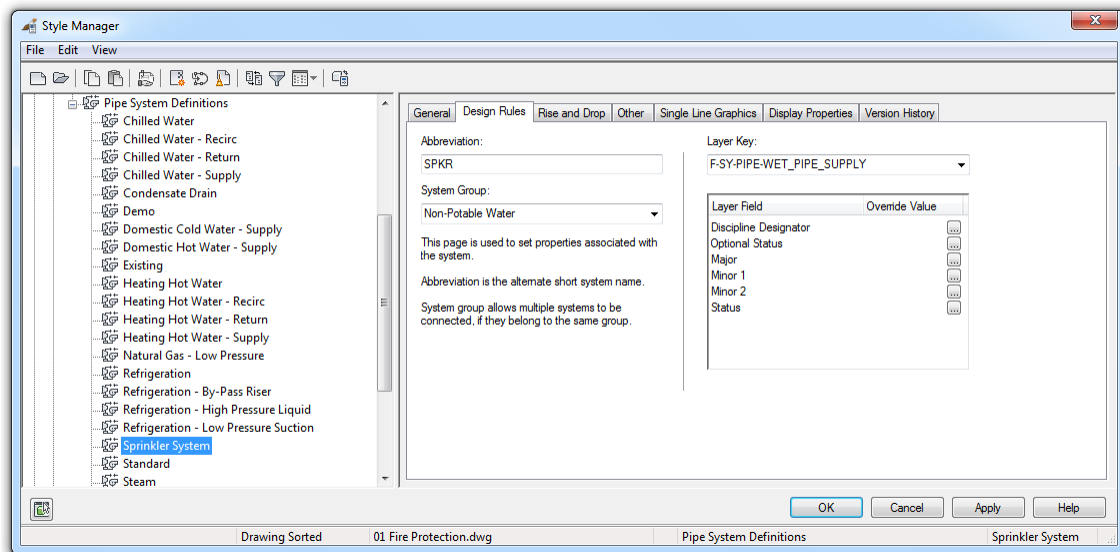 Style Manager
File Edit View
Pipe System Definitions
Chilled Water
Chilled Water - Recirc
Chilled Water - Return
Chilled Water - Supply
Condensate Drain
Demo
Domestic Cold Water - Supply
Domestic Hot Water - Supply
Existing
Heating Hot Water
Heating Hot Water - Recirc
Heating Hot Water - Return
Heating Hot Water - Supply
Natural Gas - Low Pressure
Refrigeration
Refrigeration - By-Pass Riser
Refrigeration - High Pressure Liquid
Refrigeration - Low Pressure Suction
Sprinkler System
Standard
Steam
General Design Rules Rise and Drop Other Single Line Graphics Display Properties Version History
Abbreviation:
SPKR
System Group:
Non-Potable Water
This page is used to set properties associated with
the system.
Abbreviation is the alternate short system name.
System group allows multiple systems to be
connected, if they belong to the same group.
Layer Key:
F-SY-PIPE-WET_PIPE_SUPPLY
Layer Field Override Value
Discipline Designator ...
Optional Status ...
Major ...
Minor 1 ...
Minor 2 ...
Status ...
OK Cancel Apply Help
Drawing Sorted 01 Fire Protection.dwg Pipe System Definitions Sprinkler System